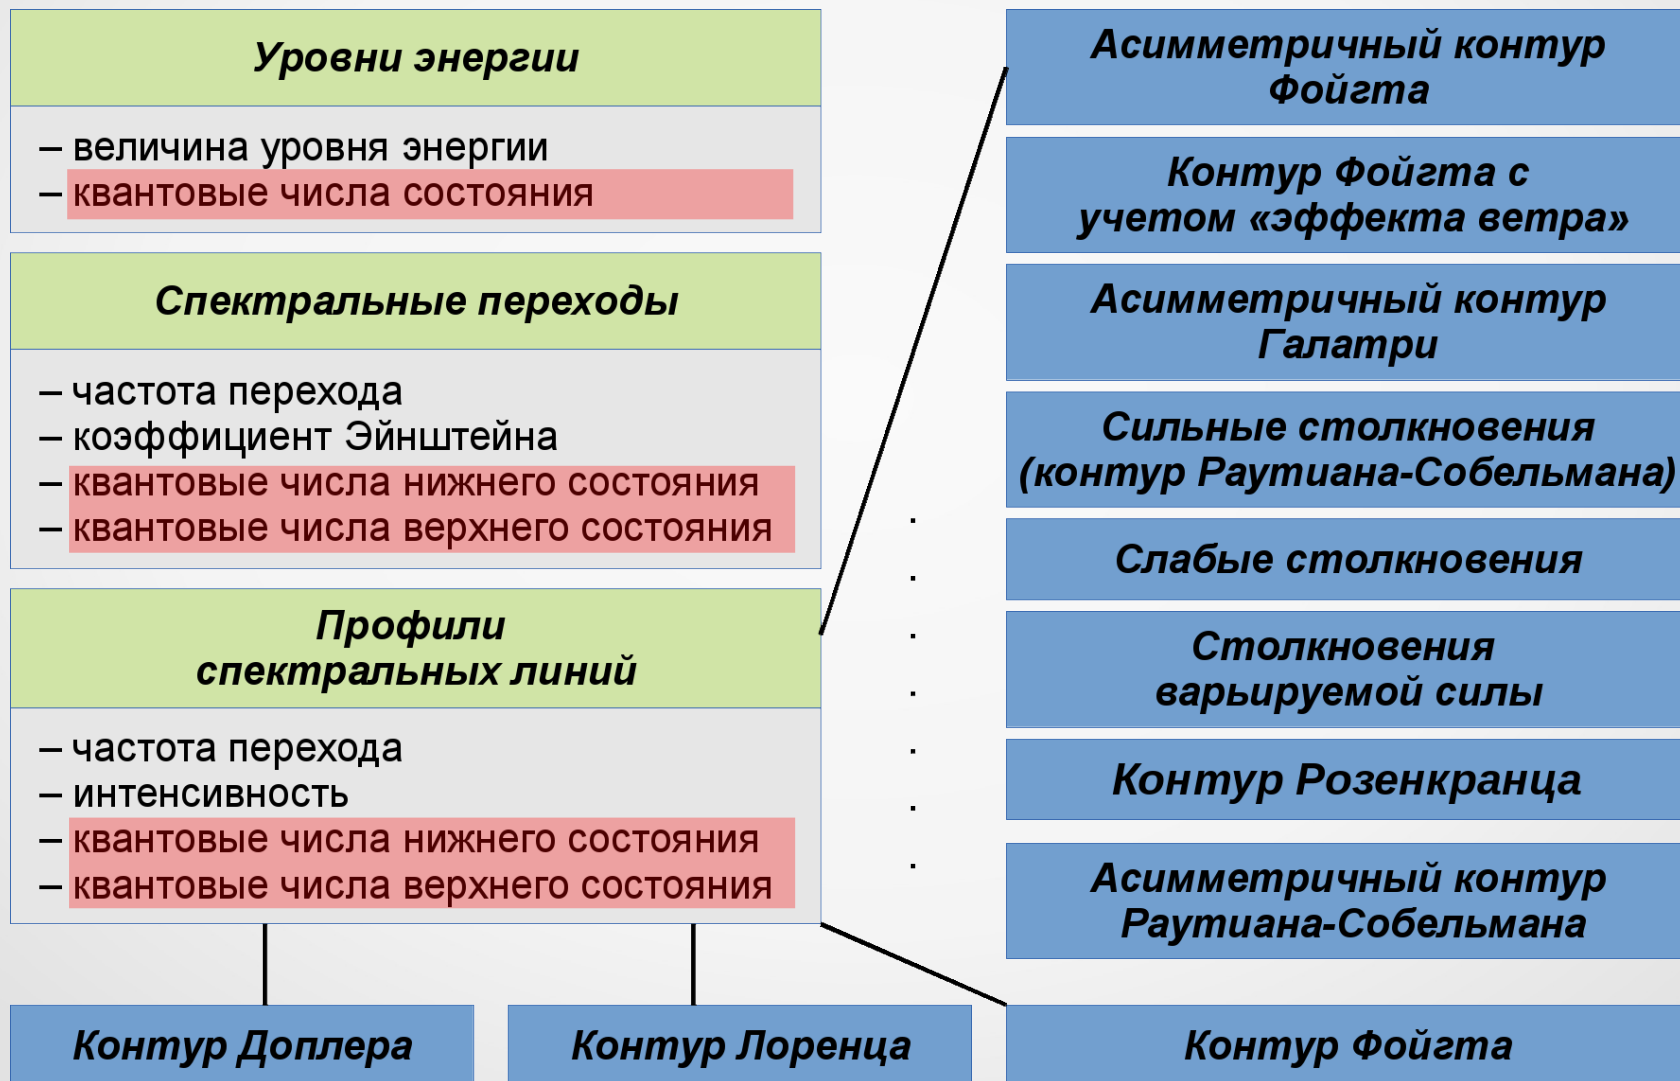 Уровни энергии
– величина уровня энергии
– квантовые числа состояния
Спектральные переходы
– частота перехода
– коэффициент Эйнштейна
– квантовые числа нижнего состояния
– квантовые числа верхнего состояния
Профили
спектральных линий
– частота перехода
– интенсивность
– квантовые числа нижнего состояния
– квантовые числа верхнего состояния
Асимметричный контур
Фойгта
Контур Фойгта с
учетом «эффекта ветра»
Асимметричный контур
Галатри
Сильные столкновения
(контур Раутиана-Собельмана)
Слабые столкновения
Столкновения
варьируемой силы
Контур Розенкранца
Асимметричный контур
Раутиана-Собельмана
Контур Доплера
Контур Лоренца
Контур Фойгта